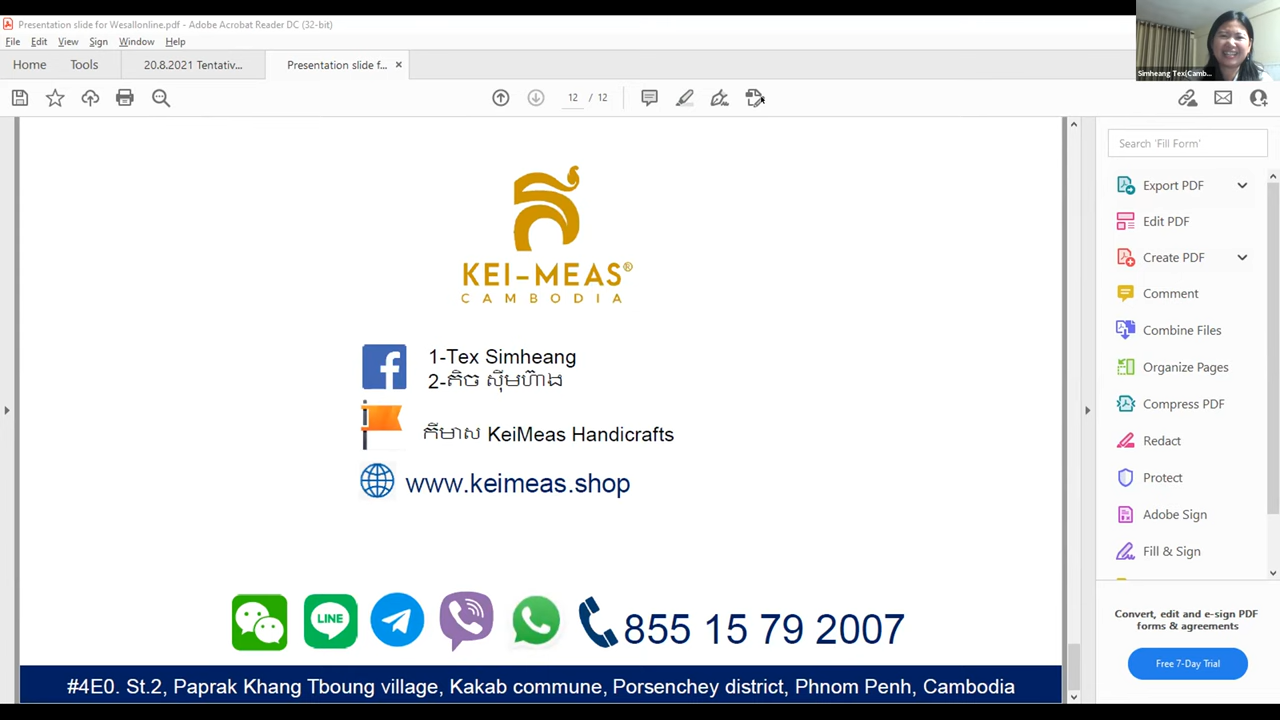 Presentation slide for Wesallonline.pdf - Adobe Acrobat Reader DC (32-bit)
File Edit View Sign Window Help
Home Tools 20.8.2021 Tentativ... Presentation slide f... ×
12 / 12
Simheang Tex(Camb...
Search 'Fill Form'
Export PDF
Edit PDF
Create PDF
Comment
Combine Files
Organize Pages
Compress PDF
Redact
Protect
Adobe Sign
Fill & Sign
Convert, edit and e-sign PDF
forms & agreements
Free 7-Day Trial
KEI-MEAS®
CAMBODIA
1-Tex Simheang
2-តិច ស៊ីមហ៊ាង
កីមាស KeiMeas Handicrafts
www.keimeas.shop
LINE
855 15 79 2007
#4E0. St.2, Paprak Khang Tboung village, Kakab commune, Porsenchey district, Phnom Penh, Cambodia